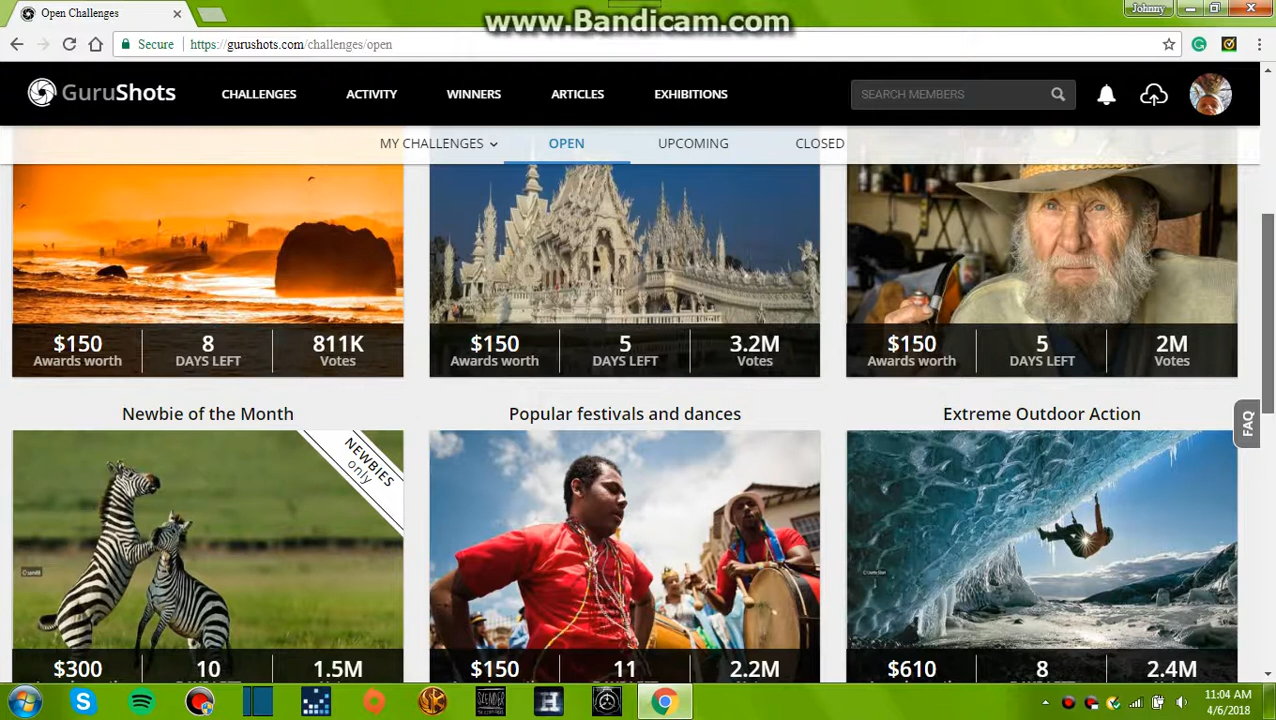 www.Bandicam.com
Open Challenges
Johnny
Secure
https://gurushots.com/challenges/open
GuruShots
CHALLENGES
ACTIVITY
WINNERS
ARTICLES
EXHIBITIONS
SEARCH MEMBERS
MY CHALLENGES
OPEN
UPCOMING
CLOSED
$150 8 811K
Awards worth DAYS LEFT Votes
$150 5 3.2M
Awards worth DAYS LEFT Votes
$150 5 2M
Awards worth DAYS LEFT Votes
FAQ
Newbie of the Month
NEWBIES
only
$300 10 1.5M
Popular festivals and dances
$150 11 2.2M
Extreme Outdoor Action
$610 8 2.4M
11:04 AM
4/6/2018